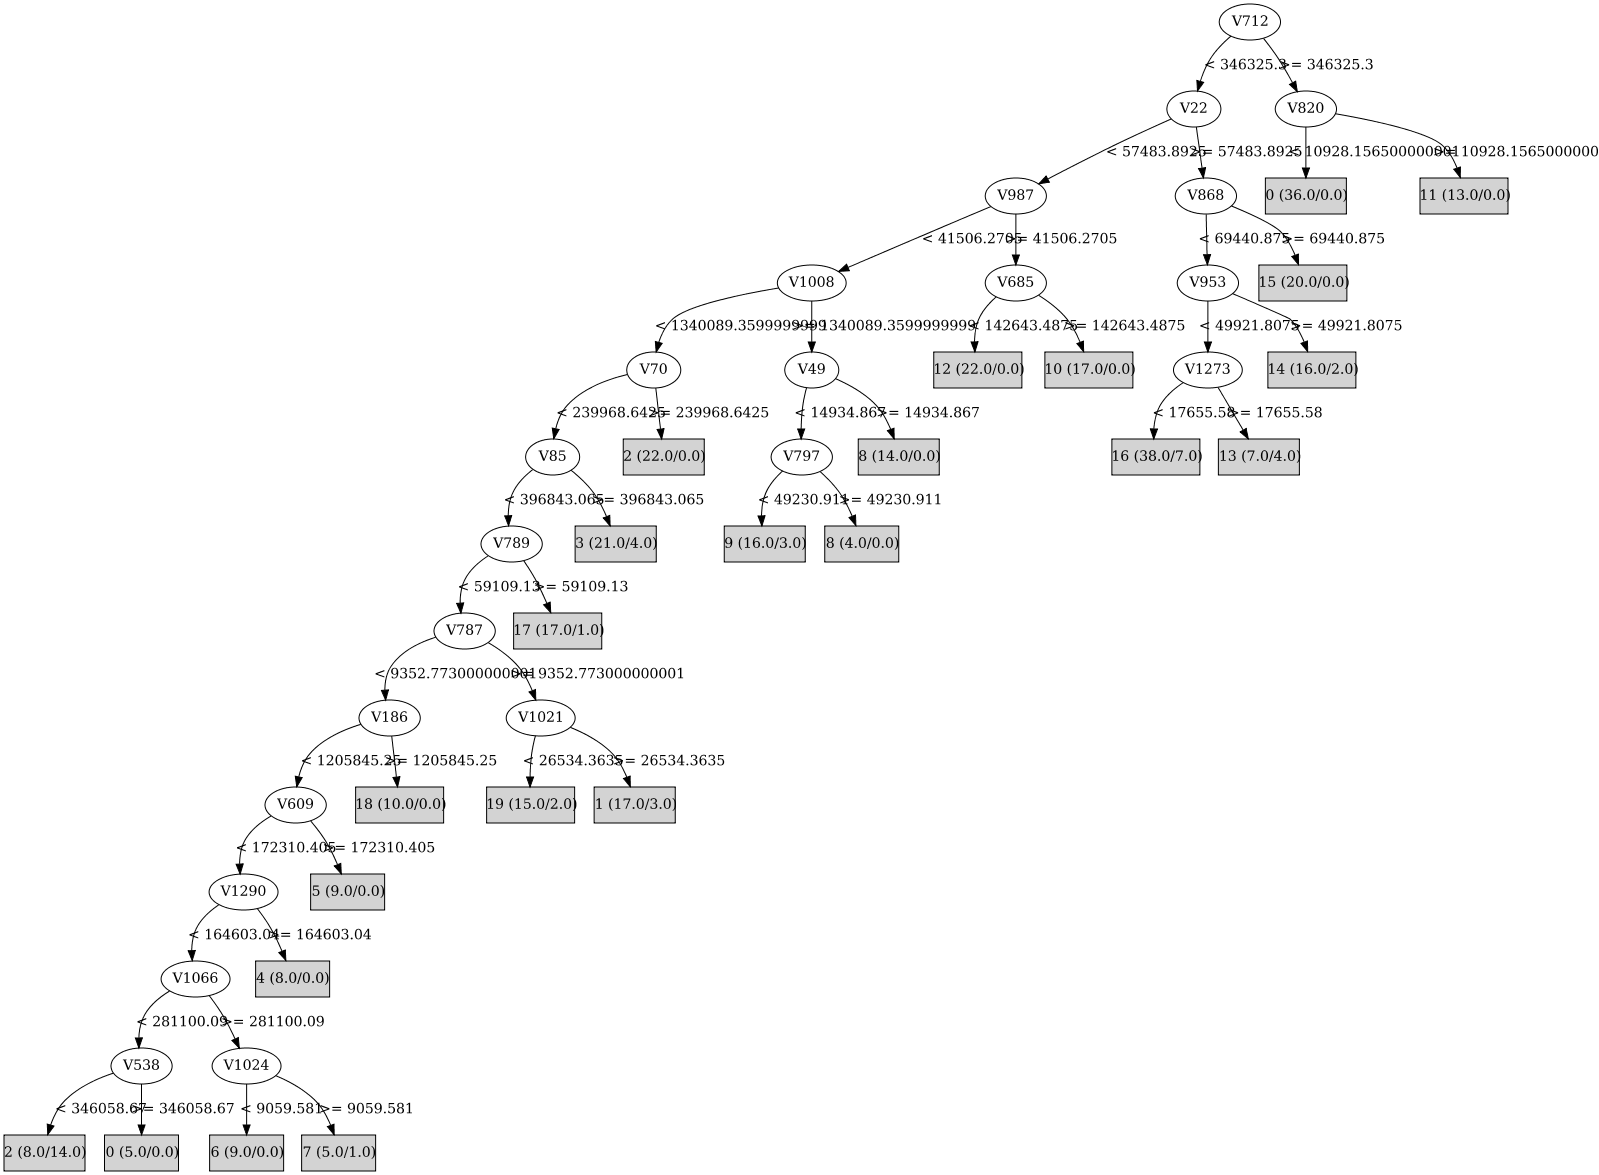 V712
< 346325.3 >= 346325.3
V22 V820
< 57483.8925 >= 57483.8925 < 10928.1565000000001 >= 10928.1565000000
V987 V868 0 (36.0/0.0) 11 (13.0/0.0)
< 41506.2705 >= 41506.2705 < 69440.875 >= 69440.875
V1008 V685 V953 15 (20.0/0.0)
< 1340089.3599999999 >= 1340089.3599999999 < 142643.4875 >= 142643.4875 < 49921.8075 >= 49921.8075
V70 V49 12 (22.0/0.0) 10 (17.0/0.0) V1273 14 (16.0/2.0)
< 239968.6425 >= 239968.6425 < 14934.867 >= 14934.867 < 17655.58 >= 17655.58
V85 2 (22.0/0.0) V797 8 (14.0/0.0) 16 (38.0/7.0) 13 (7.0/4.0)
< 396843.065 >= 396843.065 < 49230.911 >= 49230.911
V789 3 (21.0/4.0) 9 (16.0/3.0) 8 (4.0/0.0)
< 59109.13 >= 59109.13
V787 17 (17.0/1.0)
< 9352.773000000001 >= 9352.773000000001
V186 V1021
< 1205845.25 >= 1205845.25 < 26534.3635 >= 26534.3635
V609 18 (10.0/0.0) 19 (15.0/2.0) 1 (17.0/3.0)
< 172310.405 >= 172310.405
V1290 5 (9.0/0.0)
< 164603.04 >= 164603.04
V1066 4 (8.0/0.0)
< 281100.09 >= 281100.09
V538 V1024
< 346058.67 >= 346058.67 < 9059.581 >= 9059.581
2 (8.0/14.0) 0 (5.0/0.0) 6 (9.0/0.0) 7 (5.0/1.0)